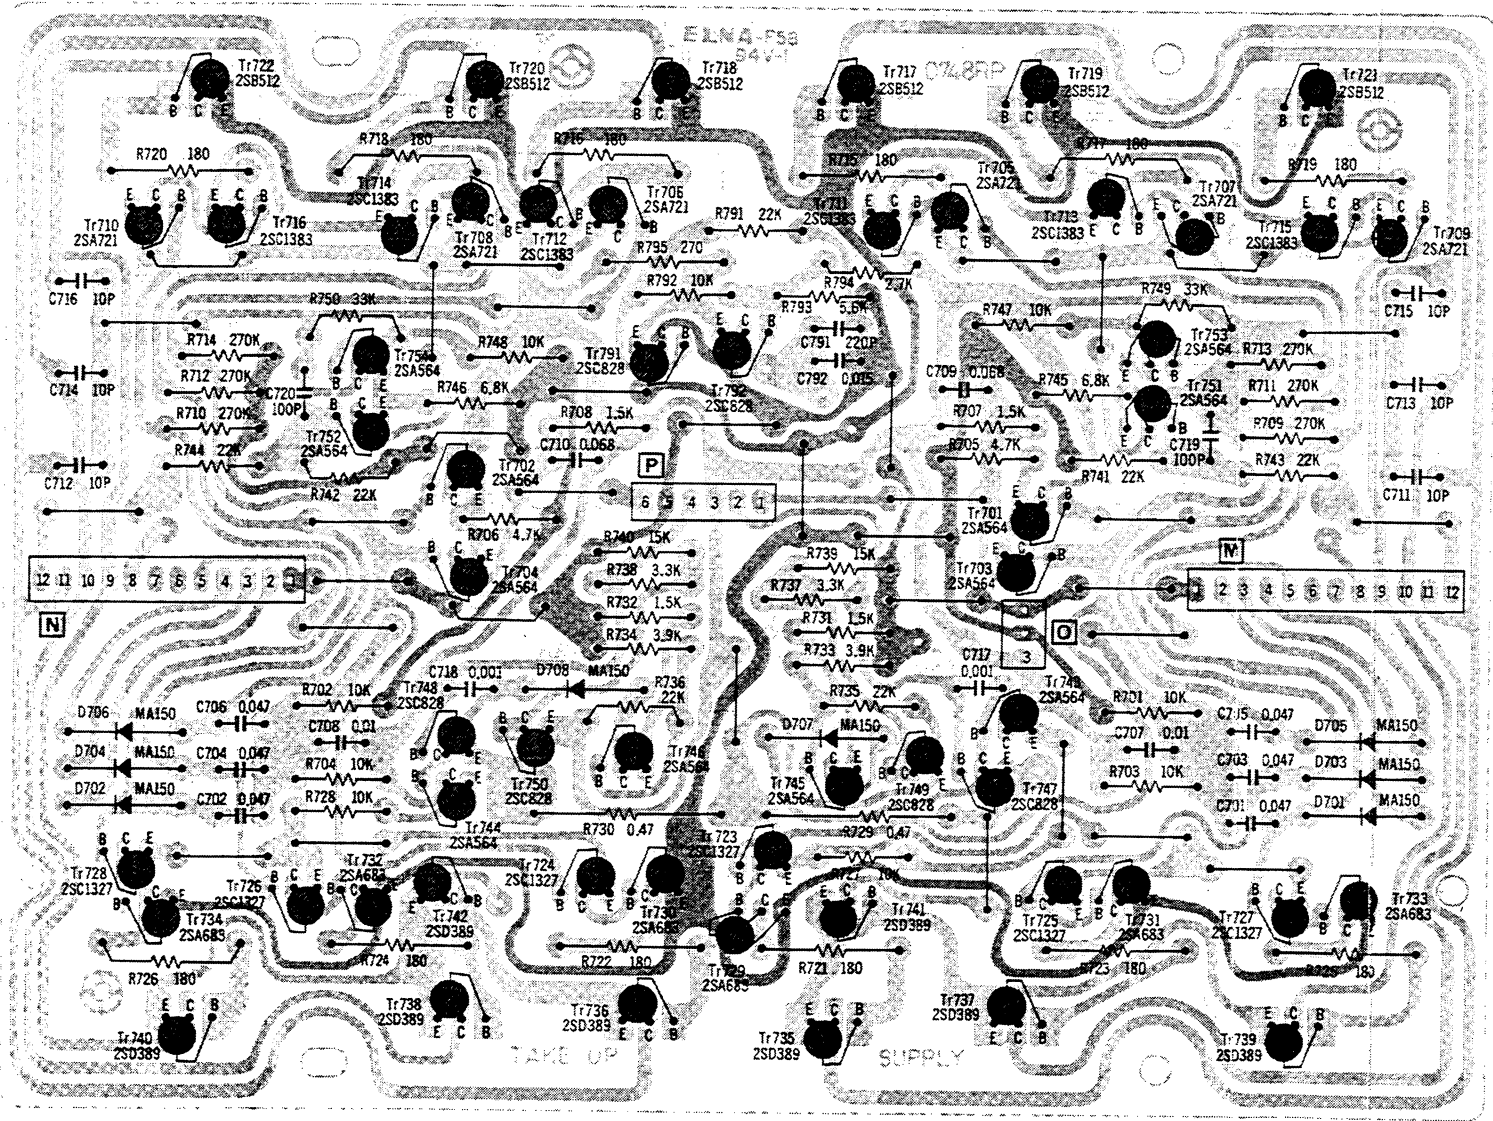 ELNA-F58
94V-1
C748RP
Tr722
2SB512
B C E
Tr720
2SB512
B C E
Tr718
2SB512
B C E
Tr717
2SB512
B C E
Tr719
2SB512
B C E
Tr721
2SB512
B C E
R720 180
R718 180
R716 180
R715 180
R717 180
R719 180
Tr710
2SA721
E C B
Tr716
2SC1383
E C B
Tr714
2SC1383
E B
Tr708
2SA721
E C B
Tr712
2SC1383
E C B
Tr706
2SA721
E C B
R791 22K
2SC1383
E C B
Tr705
2SA721
E C B
Tr713
2SC1383
E C B
Tr707
2SA721
E C B
Tr715
2SC1383
E C B
Tr709
2SA721
E C B
R795 270
R792 10K
R794 2.7K
R793 5.6K
C791 220P
C792 0.015
C716 10P
R750 33K
R714 270K
R712 270K
R710 270K
R744 22K
C714 10P
C712 10P
C720
100P
Tr754
2SA564
B C E
Tr752
2SA564
B C E
R742 22K
R748 10K
R746 6.8K
Tr791
2SC828
E C B
Tr792
2SC828
E C B
R708 1.5K
C710 0.068
Tr702
2SA564
B C E
R706 4.7K
Tr704
2SA564
B C E
C709 0.068
R747 10K
R745 6.8K
R707 1.5K
R705 4.7K
R749 33K
Tr753
2SA564
E C B
Tr751
2SA564
E C B
C719
100P
R741 22K
R713 270K
R711 270K
R709 270K
R743 22K
C715 10P
C713 10P
C711 10P
P
6 5 4 3 2 1
Tr701
2SA564
E C B
Tr703
2SA564
E C B
N
12 11 10 9 8 7 6 5 4 3 2 1
M
1 2 3 4 5 6 7 8 9 10 11 12
O
3
R740 15K
R738 3.3K
R732 1.5K
R734 3.9K
R739 15K
R737 3.3K
R731 1.5K
R733 3.9K
C718 0.001
D708 MA150
R736
22K
R735 22K
D707 MA150
C717
0.001
D706 MA150
D704 MA150
D702 MA150
C706 0.047
C704 0.047
C702 0.047
R702 10K
C708 0.01
R704 10K
R728 10K
Tr748
2SC828
B C E
Tr750
2SC828
B C E
Tr746
2SA564
B C E
Tr744
2SA564
B C E
R730 0.47
Tr745
2SA564
B C E
Tr749
2SC828
B C E
Tr747
2SC828
B C E
2SA564
B C E
R729 0.47
R727 10K
R701 10K
C707 0.01
R703 10K
0.047
C703 0.047
C701 0.047
D705 MA150
D703 MA150
D701 MA150
Tr728
2SC1327
B C E
Tr734
2SA683
B C E
Tr726
2SC1327
B C E
Tr732
2SA683
B C E
Tr742
2SD389
E C B
Tr724
2SC1327
B C E
Tr730
2SA683
B C E
Tr723
2SC1327
B C E
Tr729
2SA683
B C E
Tr741
2SD389
E C B
Tr725
2SC1327
B C E
Tr731
2SA683
B C E
Tr727
2SC1327
B C E
Tr733
2SA683
B C E
R726 180
R724 180
R722 180
R721 180
R723 180
R725 180
Tr740
2SD389
E C B
Tr738
2SD389
E C B
Tr736
2SD389
E C B
Tr735
2SD389
E C B
Tr737
2SD389
E C B
Tr739
2SD389
E C B
TAKE UP
SUPPLY